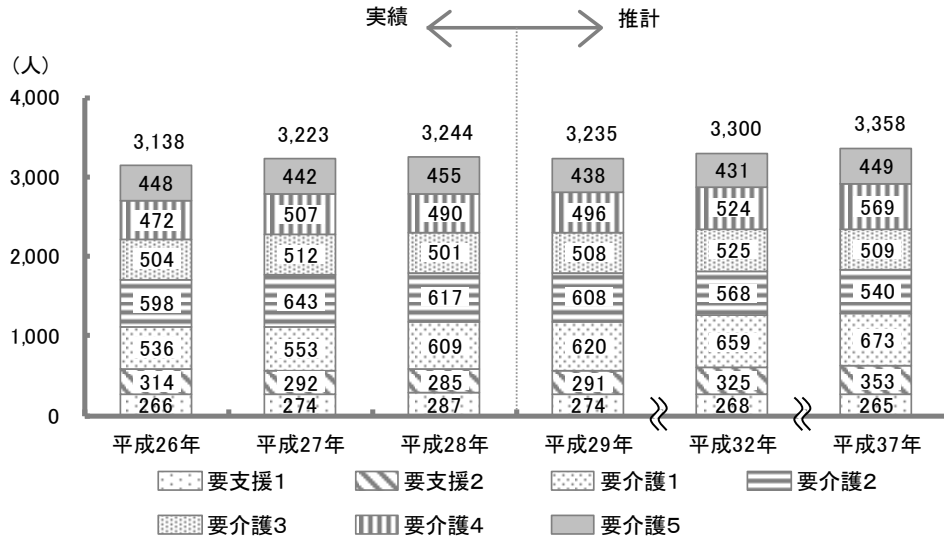 実績 推計
(人)
4,000
3,138 3,223 3,244 3,235 3,300 3,358
3,000
448 442 455 438 431 449
472 507 490 496 524 569
504 512 501 508 525 509
2,000
598 643 617 608 568 540
1,000
536 553 609 620 659 673
314 292 285 291 325 353
266 274 287 274 268 265
0
平成26年 平成27年 平成28年 平成29年 平成32年 平成37年
要支援1 要支援2 要介護1 要介護2
要介護3 要介護4 要介護5